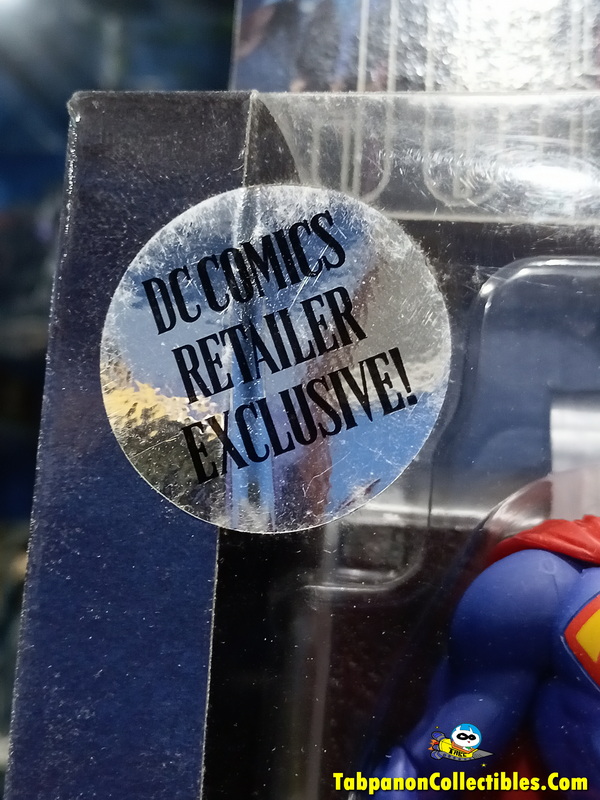 DC COMICS
RETAILER
EXCLUSIVE!
TabpanonCollectibles.Com